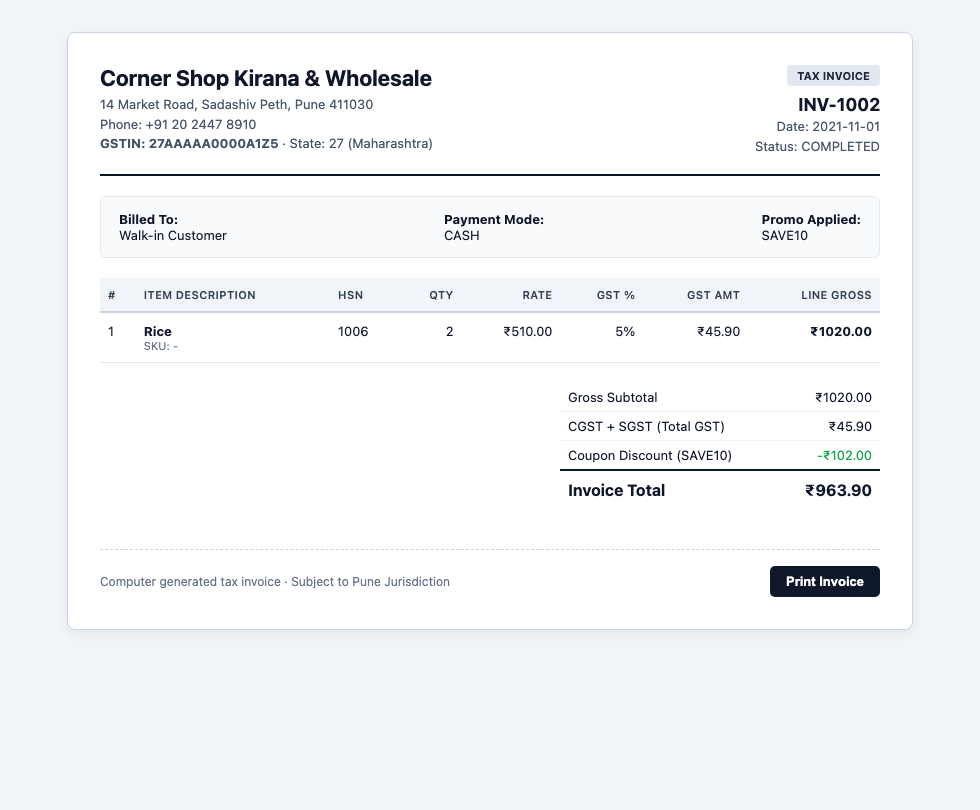 Corner Shop Kirana & Wholesale
14 Market Road, Sadashiv Peth, Pune 411030
Phone: +91 20 2447 8910
GSTIN: 27AAAAA0000A1Z5 · State: 27 (Maharashtra)
TAX INVOICE
INV-1002
Date: 2021-11-01
Status: COMPLETED
Billed To:
Walk-in Customer
Payment Mode:
CASH
Promo Applied:
SAVE10
# ITEM DESCRIPTION HSN QTY RATE GST % GST AMT LINE GROSS
1 Rice 1006 2 ₹510.00 5% ₹45.90 ₹1020.00
SKU: -
Gross Subtotal ₹1020.00
CGST + SGST (Total GST) ₹45.90
Coupon Discount (SAVE10) -₹102.00
Invoice Total ₹963.90
Computer generated tax invoice · Subject to Pune Jurisdiction
Print Invoice